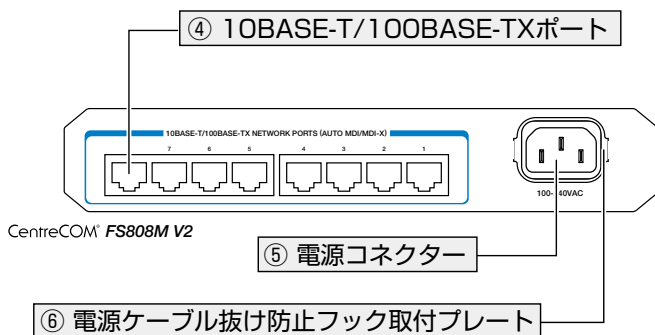 ④ 10BASE-T/100BASE-TXポート
10BASE-T/100BASE-TX NETWORK PORTS (AUTO MDI/MDI-X)
7 6 5 4 3 2 1
100- 40VAC
CentreCOM® FS808M V2
⑤ 電源コネクター
⑥ 電源ケーブル抜け防止フック取付プレート